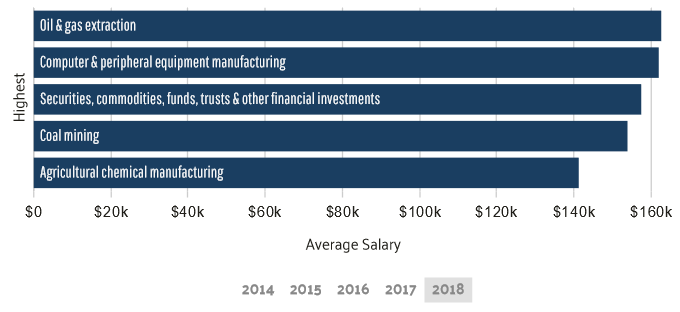 Highest
Oil & gas extraction
Computer & peripheral equipment manufacturing
Securities, commodities, funds, trusts & other financial investments
Coal mining
Agricultural chemical manufacturing
$0 $20k $40k $60k $80k $100k $120k $140k $160k
Average Salary
2014 2015 2016 2017 2018